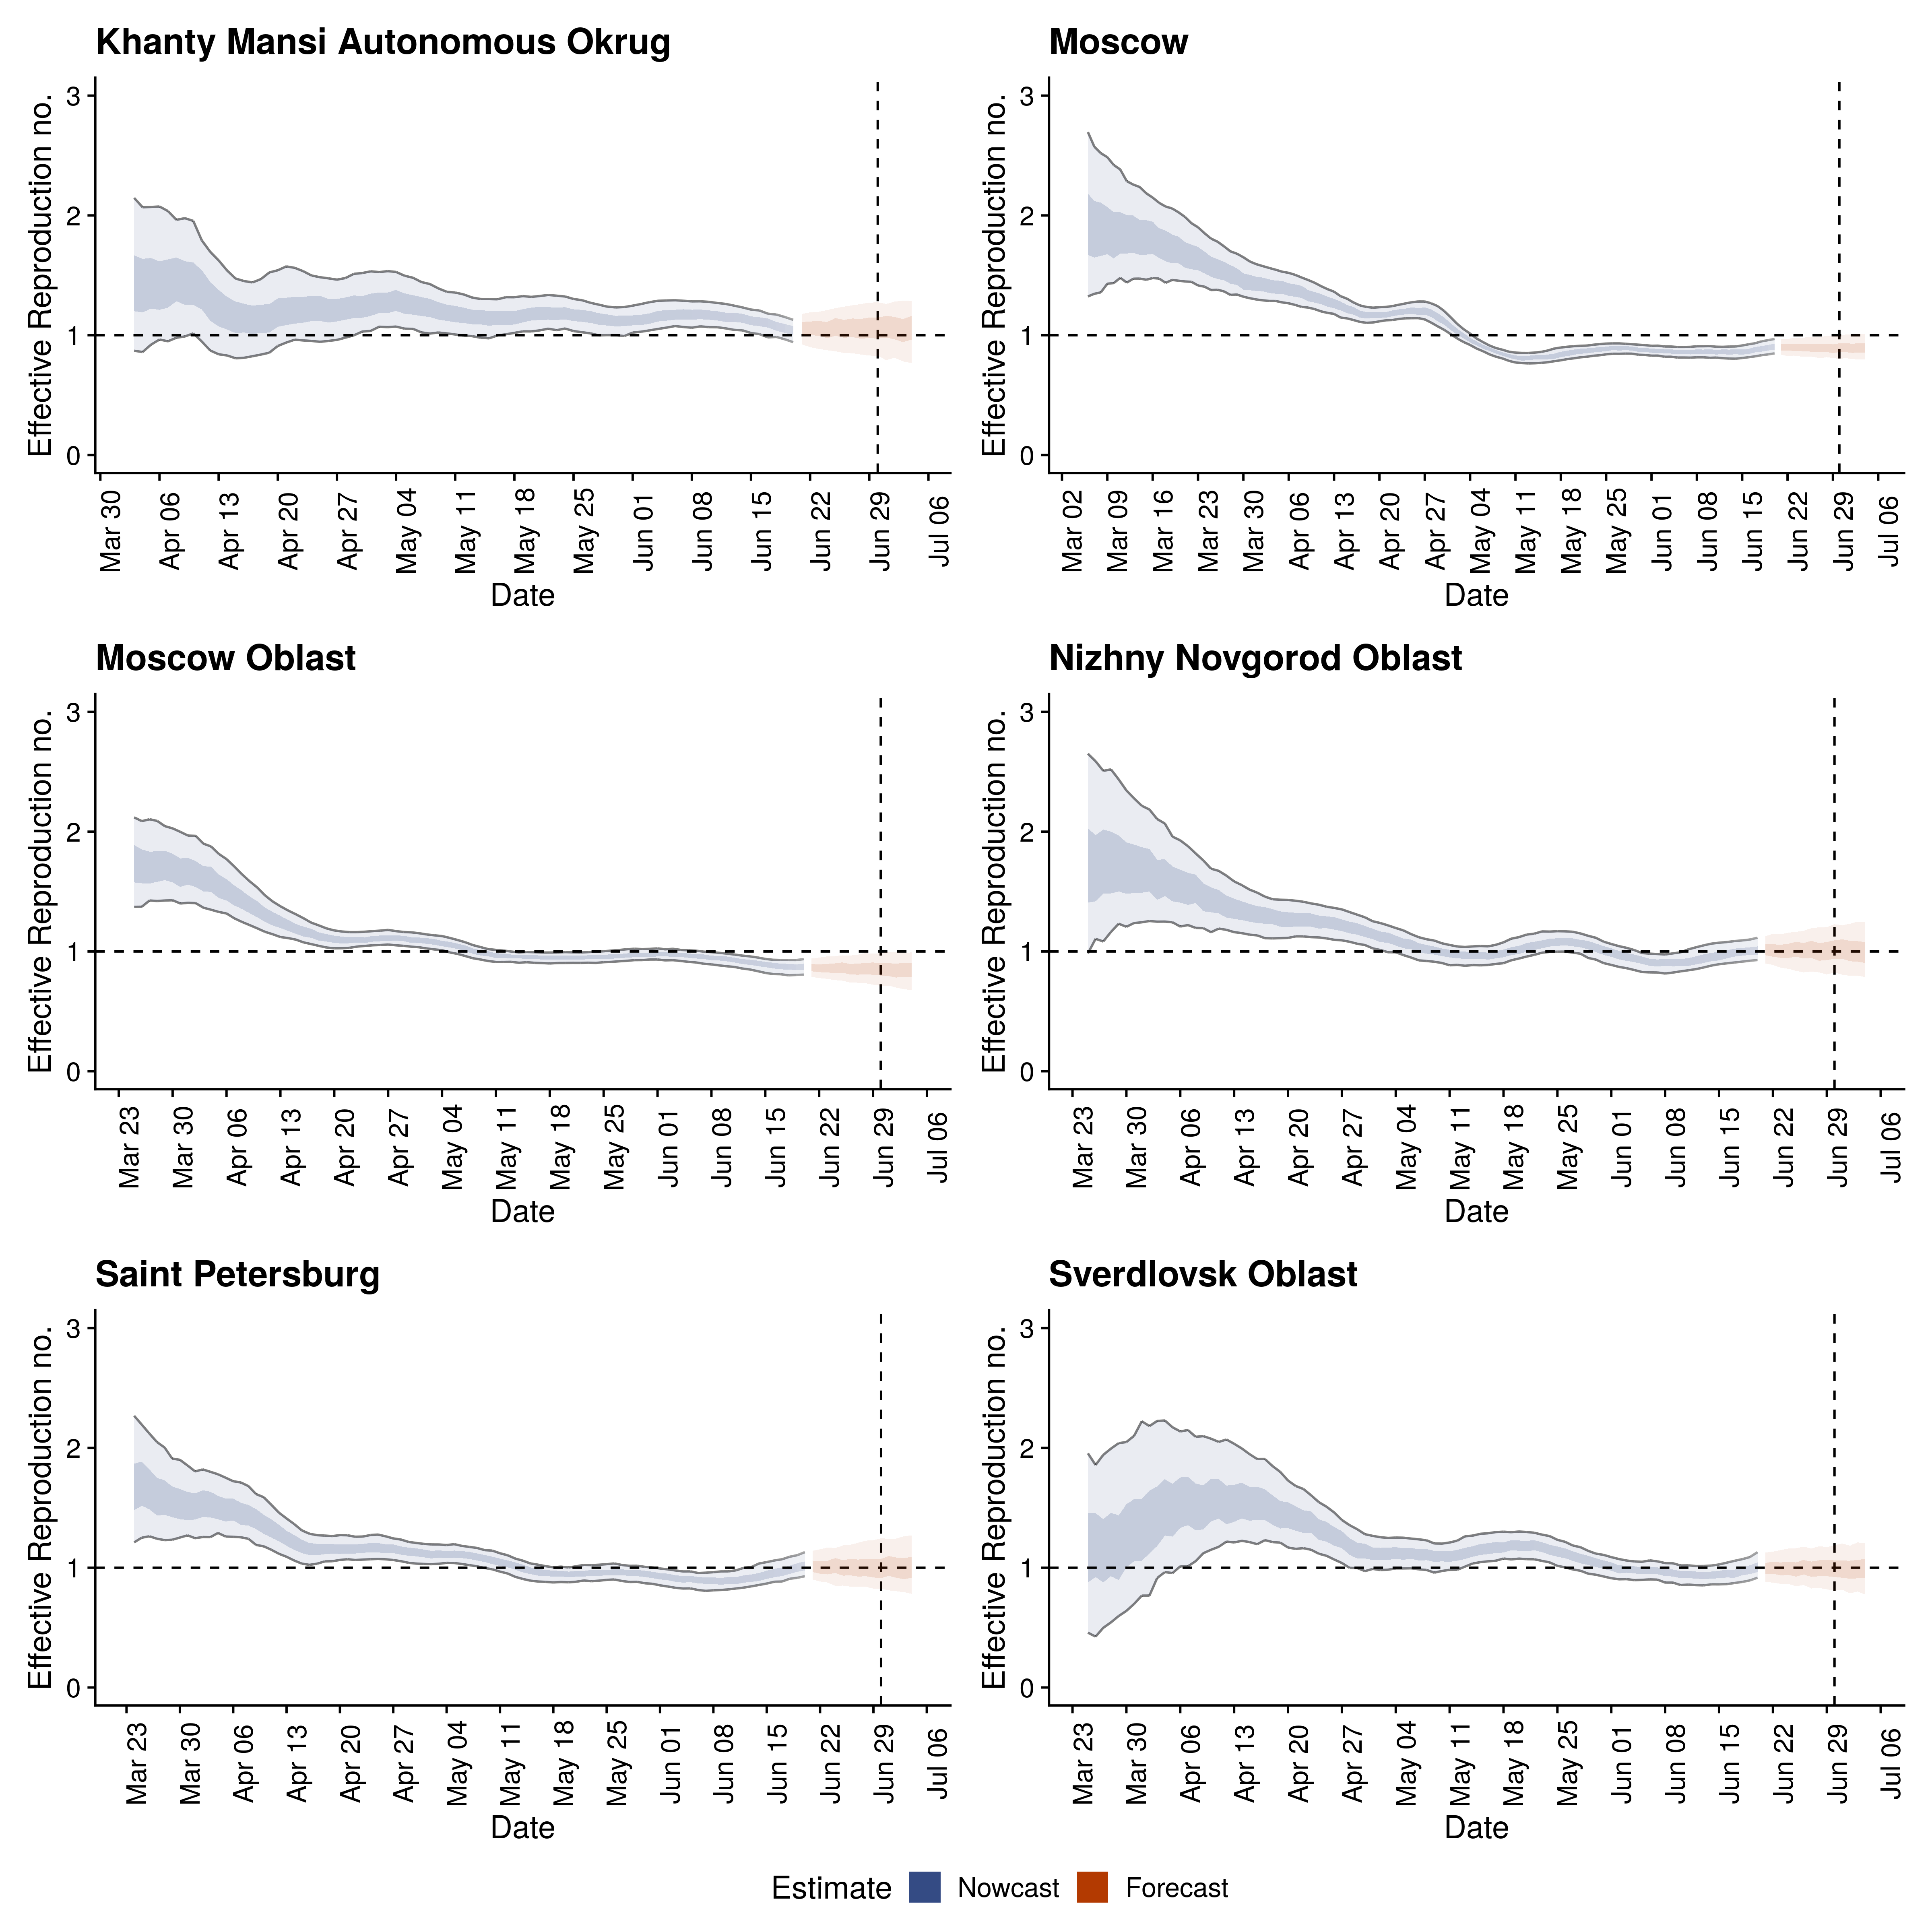 Khanty Mansi Autonomous Okrug
Effective Reproduction no.
3
2
1
0
Mar 30
Apr 06
Apr 13
Apr 20
Apr 27
May 04
May 11
May 18
May 25
Jun 01
Jun 08
Jun 15
Jun 22
Jun 29
Jul 06
Date
Moscow
Effective Reproduction no.
3
2
1
0
Mar 02
Mar 09
Mar 16
Mar 23
Mar 30
Apr 06
Apr 13
Apr 20
Apr 27
May 04
May 11
May 18
May 25
Jun 01
Jun 08
Jun 15
Jun 22
Jun 29
Jul 06
Date
Moscow Oblast
Effective Reproduction no.
3
2
1
0
Mar 23
Mar 30
Apr 06
Apr 13
Apr 20
Apr 27
May 04
May 11
May 18
May 25
Jun 01
Jun 08
Jun 15
Jun 22
Jun 29
Jul 06
Date
Nizhny Novgorod Oblast
Effective Reproduction no.
3
2
1
0
Mar 23
Mar 30
Apr 06
Apr 13
Apr 20
Apr 27
May 04
May 11
May 18
May 25
Jun 01
Jun 08
Jun 15
Jun 22
Jun 29
Jul 06
Date
Saint Petersburg
Effective Reproduction no.
3
2
1
0
Mar 23
Mar 30
Apr 06
Apr 13
Apr 20
Apr 27
May 04
May 11
May 18
May 25
Jun 01
Jun 08
Jun 15
Jun 22
Jun 29
Jul 06
Date
Sverdlovsk Oblast
Effective Reproduction no.
3
2
1
0
Mar 23
Mar 30
Apr 06
Apr 13
Apr 20
Apr 27
May 04
May 11
May 18
May 25
Jun 01
Jun 08
Jun 15
Jun 22
Jun 29
Jul 06
Date
Estimate Nowcast Forecast